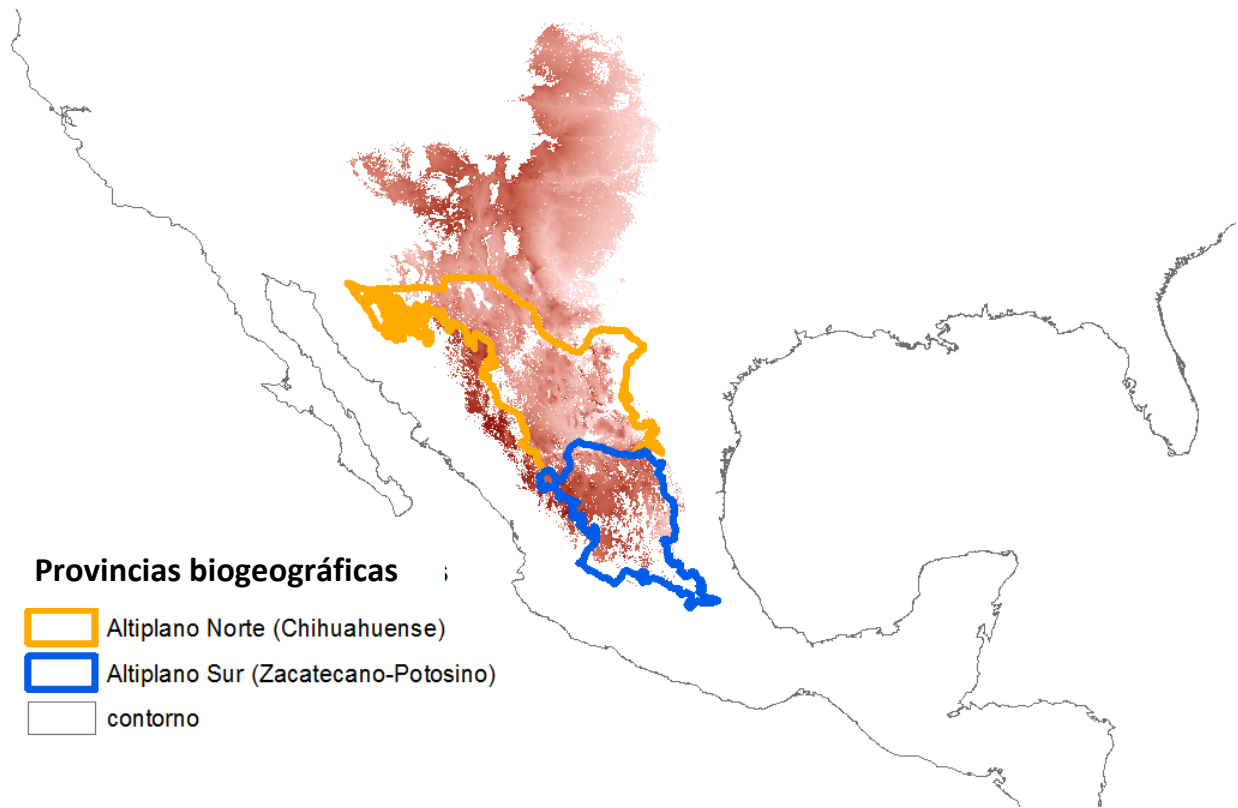 Provincias biogeográficas s
Altiplano Norte (Chihuahuense)
Altiplano Sur (Zacatecano-Potosino)
contorno